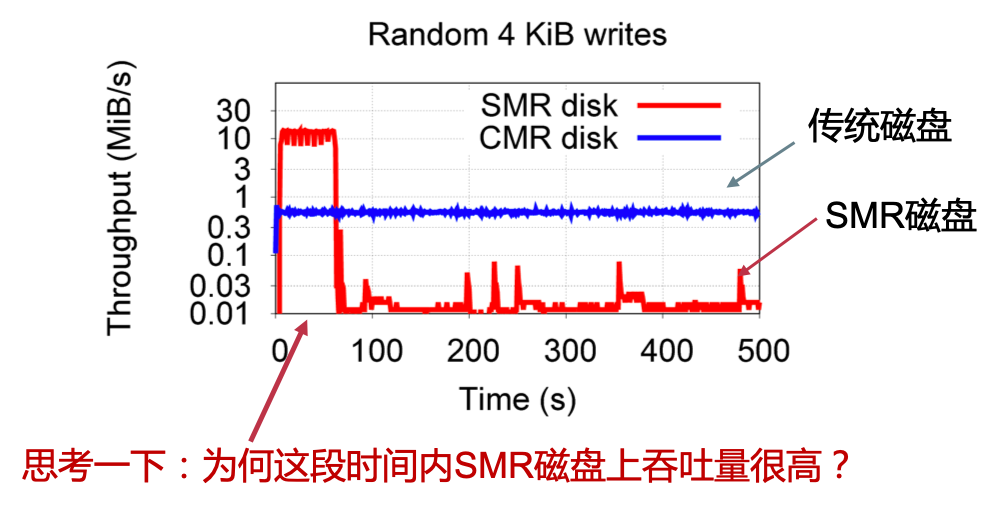 Random 4 KiB writes
Throughput (MiB/s)
30
10
3
1
0.3
0.1
0.03
0.01
SMR disk
CMR disk
传统磁盘
SMR磁盘
0 100 200 300 400 500
Time (s)
思考一下：为何这段时间内SMR磁盘上吞吐量很高？